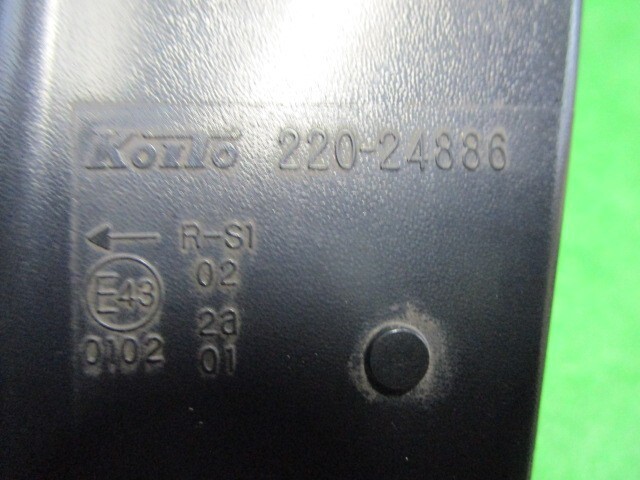 Koito 220-24886
← R-S1
02
E43
2a
0102 01